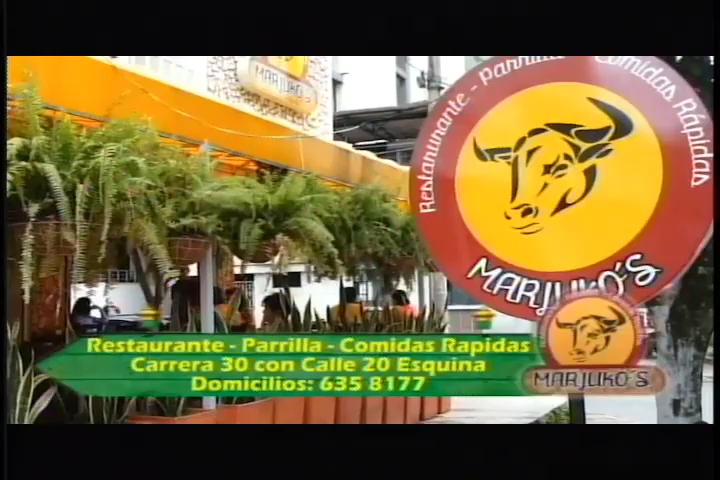 MARJUKO'S
Restaurante - Parrilla - Comidas Rápidas
MARJUKO'S
Restaurante - Parrilla - Comidas Rapidas
Carrera 30 con Calle 20 Esquina
Domicilios: 635 8177
MARJUKO'S